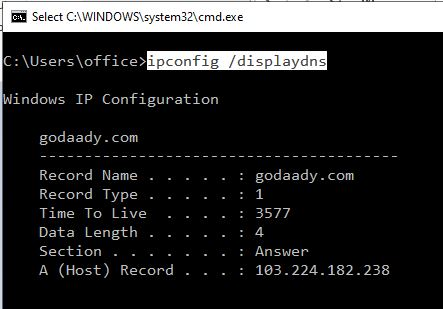 Select C:\WINDOWS\system32\cmd.exe
C:\Users\office>ipconfig /displaydns
Windows IP Configuration
godaady.com
----------------------------------------
Record Name . . . . . : godaady.com
Record Type . . . . . : 1
Time To Live  . . . . : 3577
Data Length . . . . . : 4
Section . . . . . . . : Answer
A (Host) Record . . . : 103.224.182.238